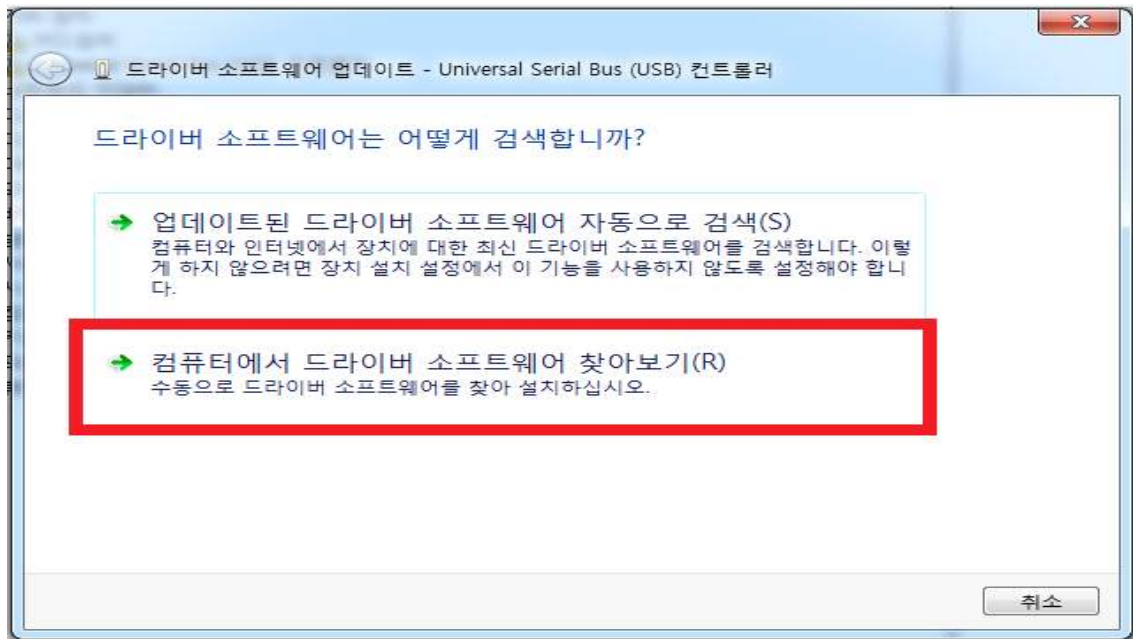 드라이버 소프트웨어 업데이트 - Universal Serial Bus (USB) 컨트롤러
드라이버 소프트웨어는 어떻게 검색합니까?
업데이트된 드라이버 소프트웨어 자동으로 검색(S)
컴퓨터와 인터넷에서 장치에 대한 최신 드라이버 소프트웨어를 검색합니다. 이렇
게 하지 않으려면 장치 설치 설정에서 이 기능을 사용하지 않도록 설정해야 합니
다.
컴퓨터에서 드라이버 소프트웨어 찾아보기(R)
수동으로 드라이버 소프트웨어를 찾아 설치하십시오.
취소